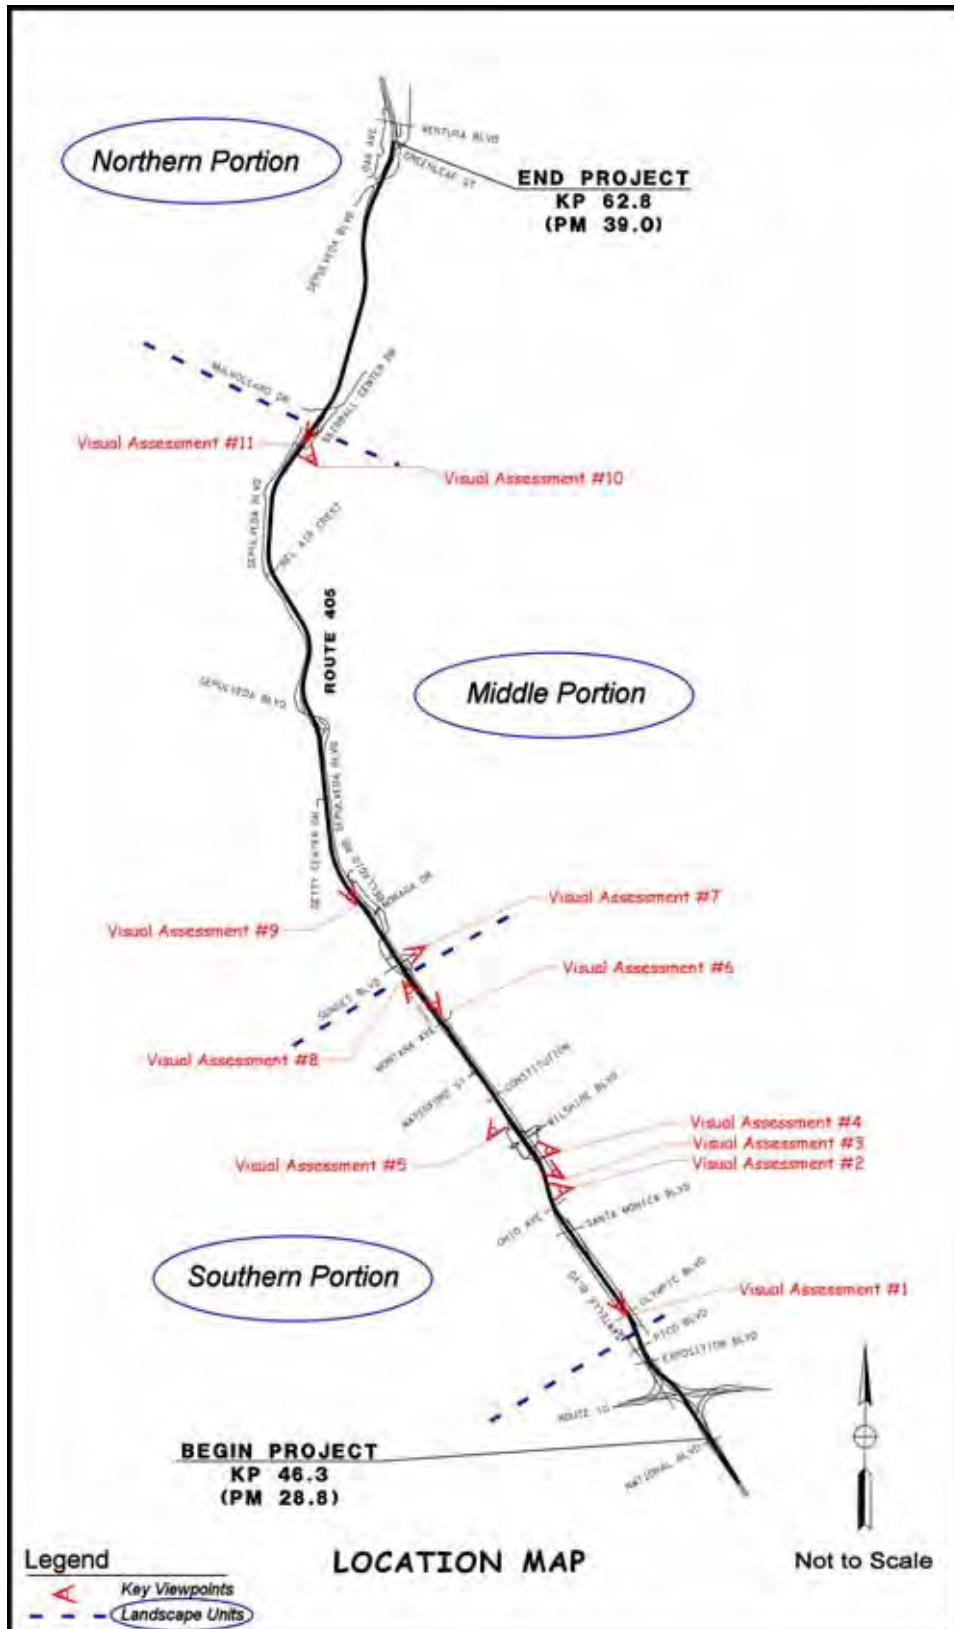 VENTURA BLVD
OAK AVE
GREENLEAF ST
Northern Portion
END PROJECT
KP 62.8
(PM 39.0)
SEPULVEDA BLVD
MULHOLLAND DR
SKIRBALL CENTER DR
Visual Assessment #11
Visual Assessment #10
SEPULVEDA BLVD
BEL AIR CREST
ROUTE 405
SEPULVEDA BLVD
Middle Portion
SEPULVEDA BLVD
GETTY CENTER DR
BELLAGIO RD
MORAGA DR
Visual Assessment #7
Visual Assessment #9
Visual Assessment #6
SUNSET BLVD
Visual Assessment #8
MONTANA AVE
CONSTITUTION
WATERFORD ST
WILSHIRE BLVD
Visual Assessment #4
Visual Assessment #3
Visual Assessment #5
Visual Assessment #2
SANTA MONICA BLVD
OHIO AVE
Southern Portion
OLYMPIC BLVD
Visual Assessment #1
SAWTELLE BLVD
PICO BLVD
EXPOSITION BLVD
ROUTE 10
BEGIN PROJECT
KP 46.3
(PM 28.8)
NATIONAL BLVD
Legend
LOCATION MAP
Not to Scale
Key Viewpoints
Landscape Units